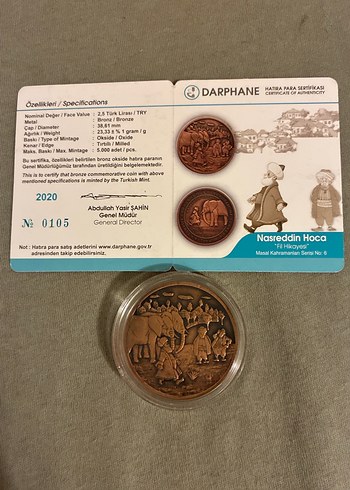 Özellikleri / Specifications
Nominal Değer / Face Value : 2,5 Türk Lirası / TRY
Metal : Bronz / Bronze
Çap / Diameter : 38,61 mm
Ağırlık / Weight : 23,33 ± % 1 gram / g
Baskı / Type of Mintage : Okside / Oxide
Kenar / Edge : Tırtıllı / Milled
Maks. Baskı / Max. Mintage : 5.000 adet / pcs.
Bu sertifika, özellikleri belirtilen bronz okside hatıra paranın
Genel Müdürlüğümüz tarafından üretildiğini belgelemektedir.
This is to certify that bronze commemorative coin with above
mentioned specifications is minted by the Turkish Mint.
2020
№ 0105
Abdullah Yasir ŞAHİN
Genel Müdür
General Director
Not : Hatıra para satış adetlerini www.darphane.gov.tr
adresinden takip edebilirsiniz.
DARPHANE
HATIRA PARA SERTİFİKASI
CERTIFICATE OF AUTHENTICITY
Nasreddin Hoca
"Fil Hikayesi"
Masal Kahramanları Serisi No: 9